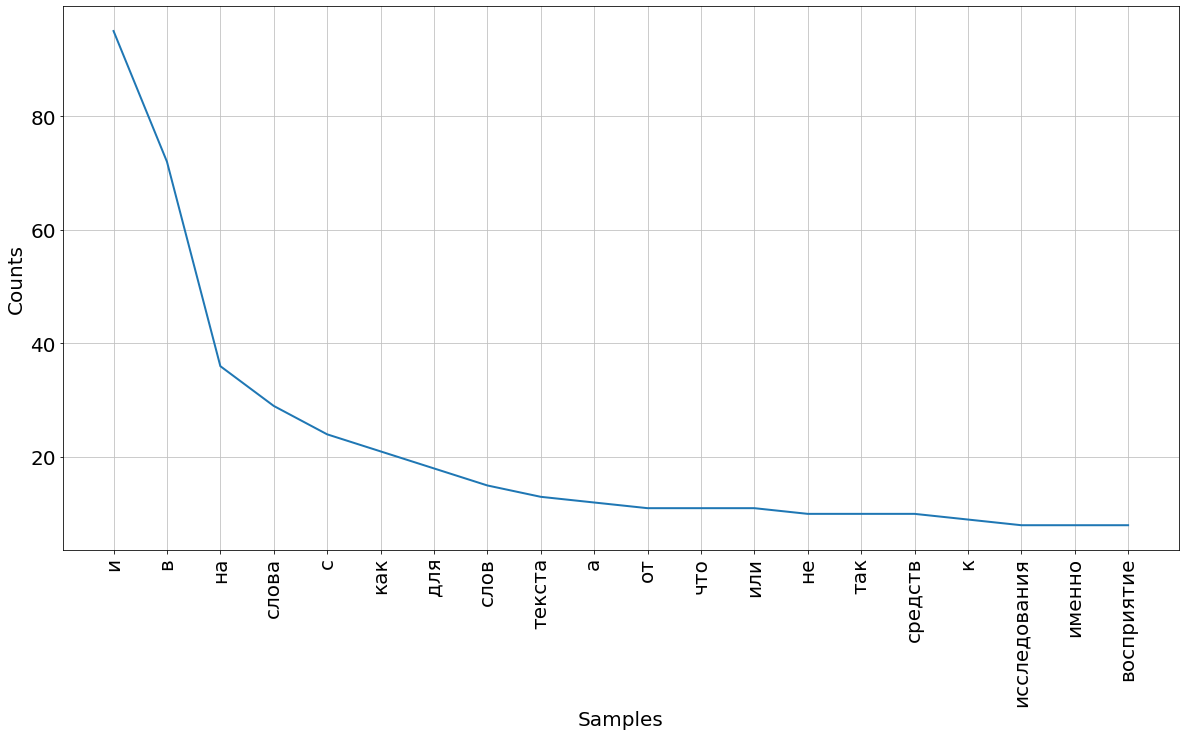 80
60
40
20
Counts
и
в
на
слова
с
как
для
слов
текста
а
от
что
или
не
так
средств
к
исследования
именно
восприятие
Samples